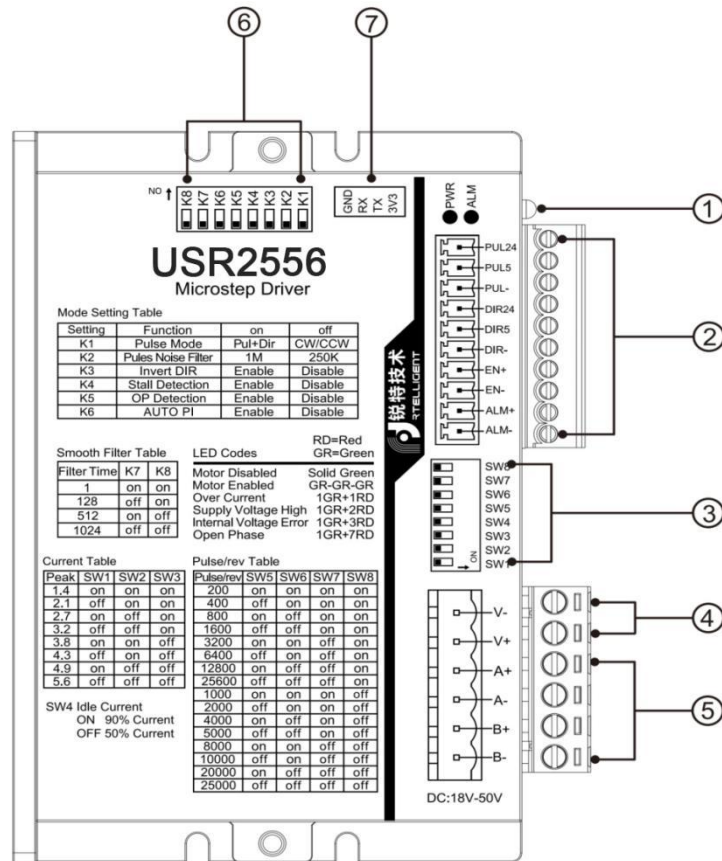 ⑥ ⑦
NO ↑
K8 K7 K6 K5 K4 K3 K2 K1
GND RX TX 3V3
PWR ALM
①
USR2556
Microstep Driver
PUL24
PUL5
PUL-
DIR24
DIR5
DIR-
EN+
EN-
ALM+
ALM-
②
锐特技术
RTELLIGENT
Mode Setting Table
Setting Function on off
K1 Pulse Mode Pul+Dir CW/CCW
K2 Pules Noise Filter 1M 250K
K3 Invert DIR Enable Disable
K4 Stall Detection Enable Disable
K5 OP Detection Enable Disable
K6 AUTO PI Enable Disable
Smooth Filter Table
Filter Time K7 K8
1 on on
128 off on
512 on off
1024 off off
RD=Red
LED Codes GR=Green
Motor Disabled Solid Green
Motor Enabled GR-GR-GR
Over Current 1GR+1RD
Supply Voltage High 1GR+2RD
Internal Voltage Error 1GR+3RD
Open Phase 1GR+7RD
SW8
SW7
SW6
SW5
SW4
SW3
SW2
SW1
→ ON
③
Current Table
Peak SW1 SW2 SW3
1.4 on on on
2.1 off on on
2.7 on off on
3.2 off off on
3.8 on on off
4.3 off on off
4.9 on off off
5.6 off off off
SW4 Idle Current
ON 90% Current
OFF 50% Current
Pulse/rev Table
Pulse/rev SW5 SW6 SW7 SW8
200 on on on on
400 off on on on
800 on off on on
1600 off off on on
3200 on on off on
6400 off on off on
12800 on off off on
25600 off off off on
1000 on on on off
2000 off on on off
4000 on off on off
5000 off off on off
8000 on on off off
10000 off on off off
20000 on off off off
25000 off off off off
V-
V+
A+
A-
B+
B-
④
⑤
DC:18V-50V